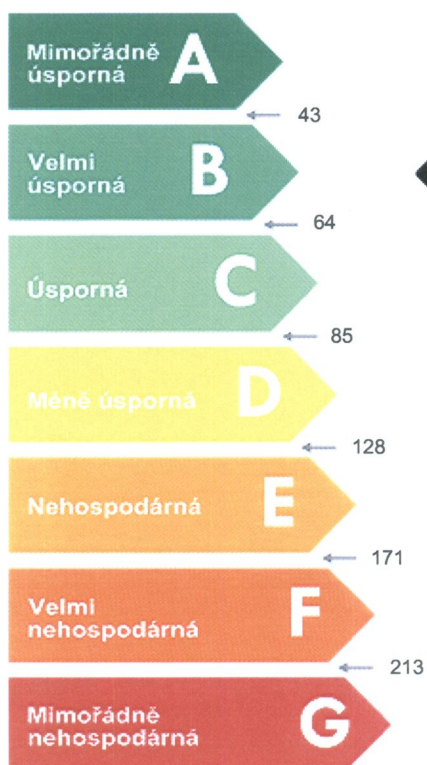 Mimořádně
úsporná
A
43
Velmi
úsporná
B
64
Úsporná
C
85
Méně úsporná
D
128
Nehospodárná
E
171
Velmi
nehospodárná
F
213
Mimořádně
nehospodárná
G